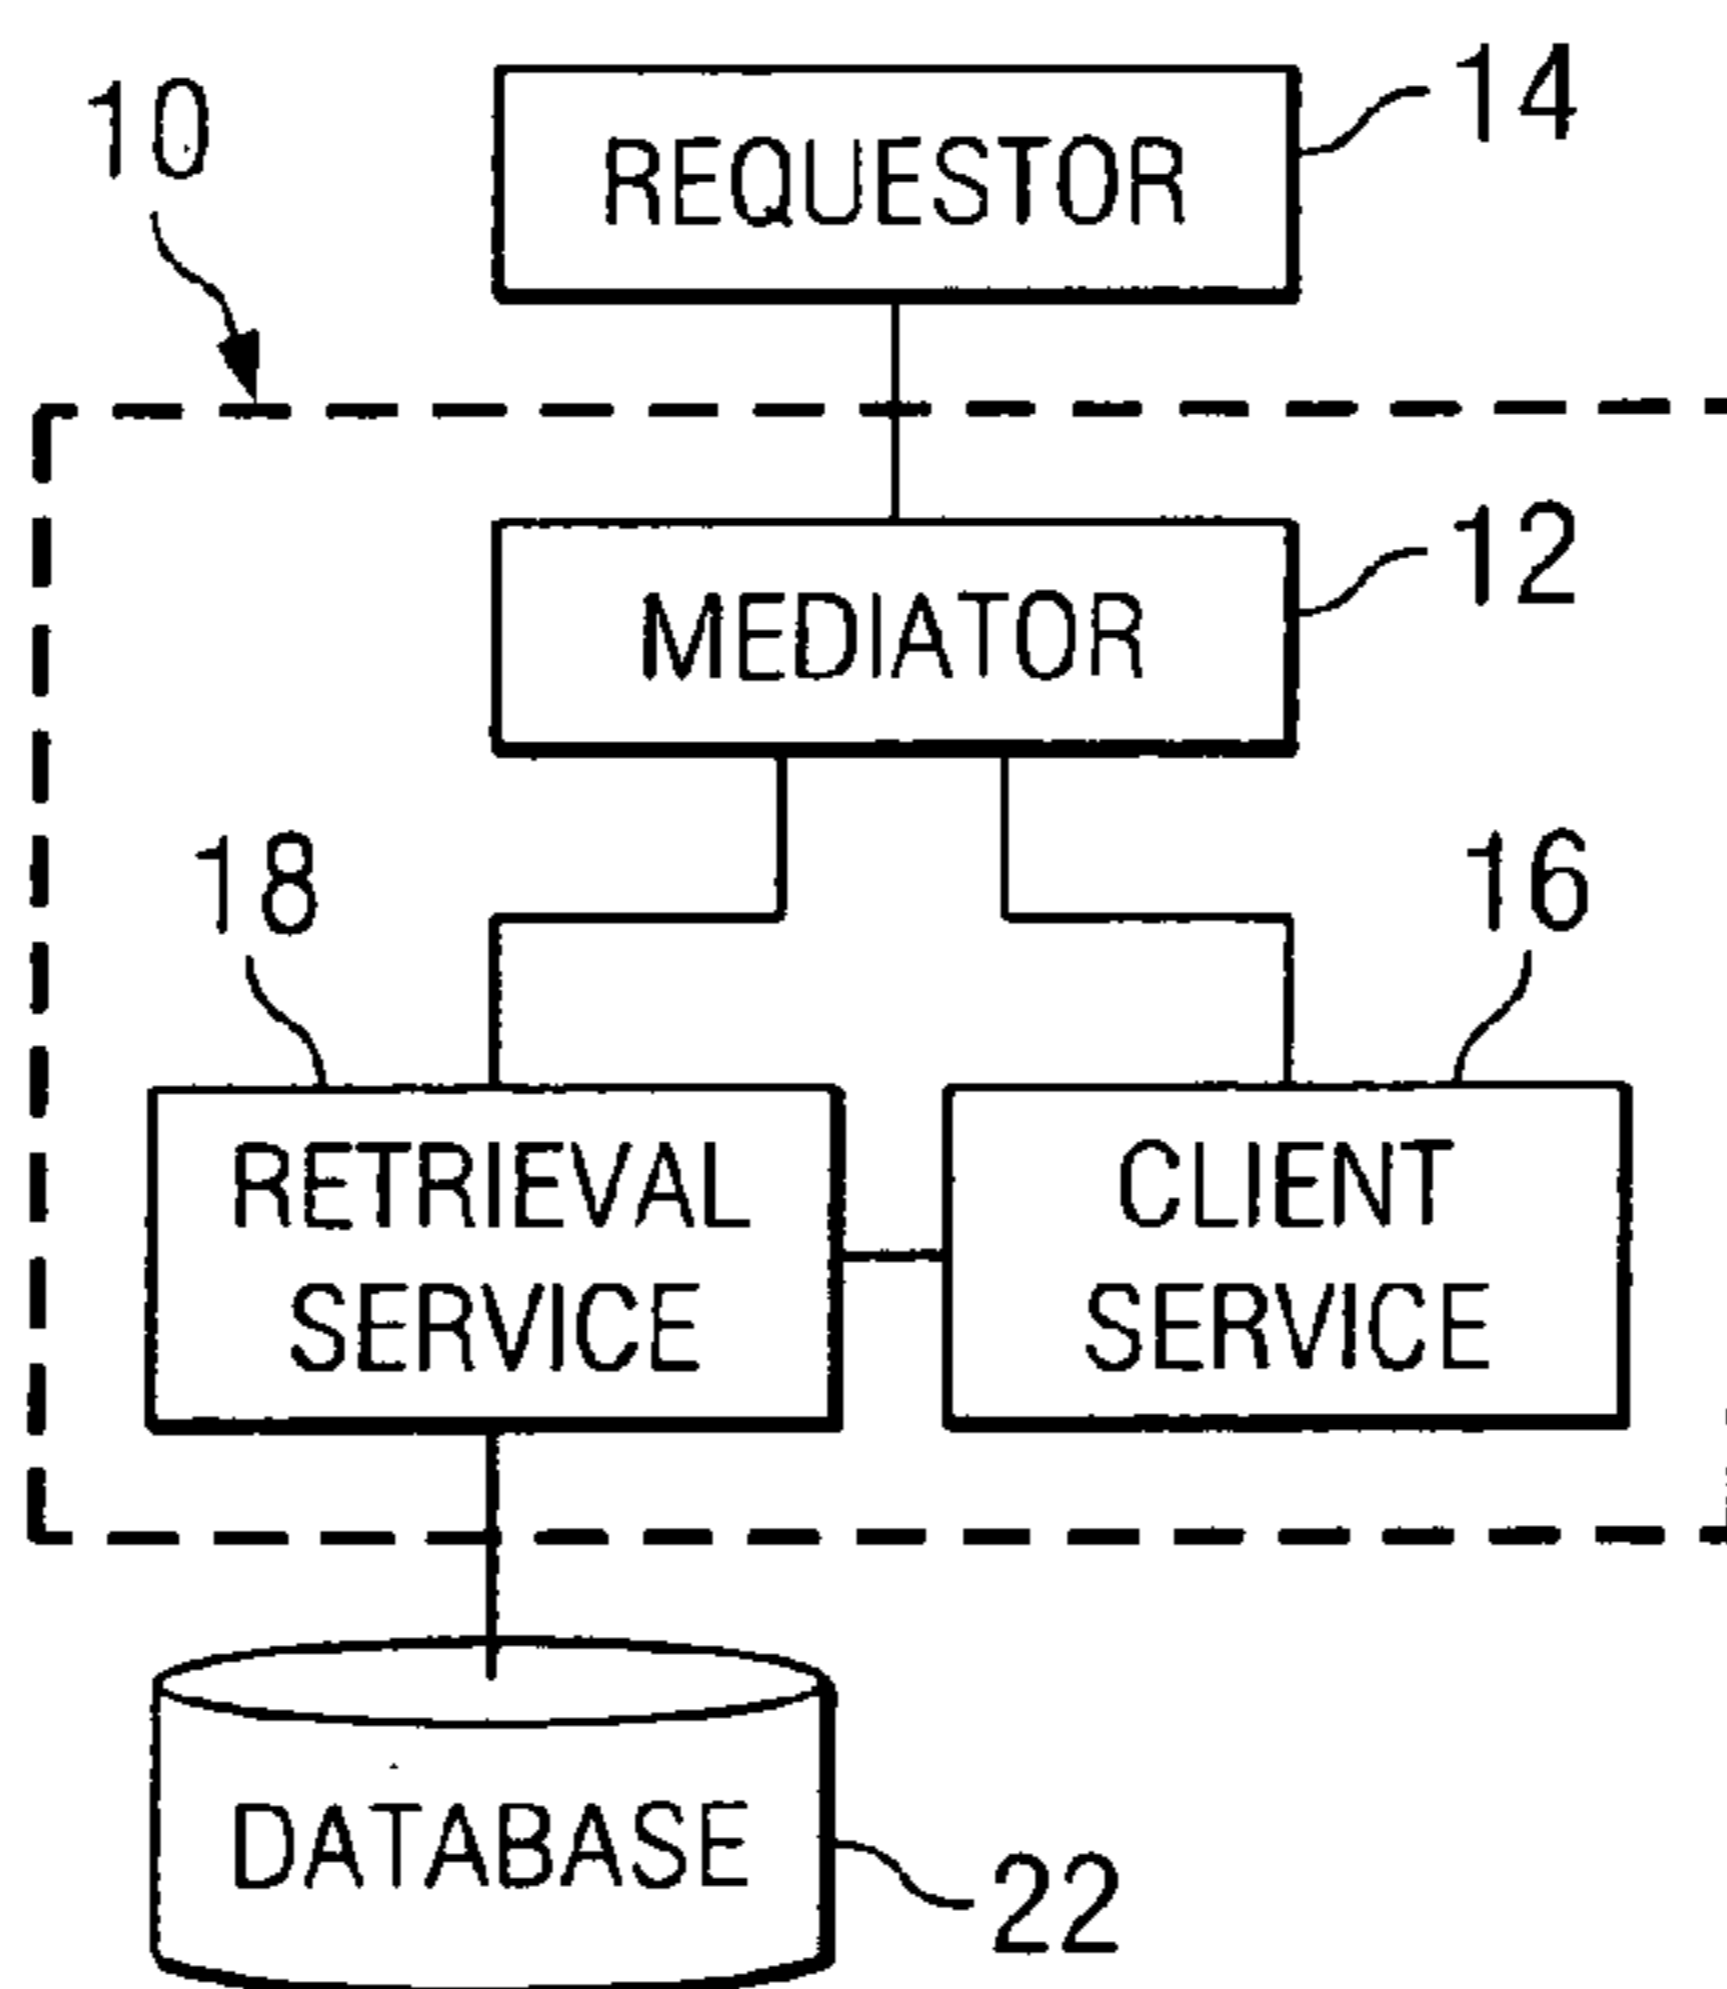 10
REQUESTOR
14
MEDIATOR
12
18
16
RETRIEVAL
SERVICE
CLIENT
SERVICE
DATABASE
22